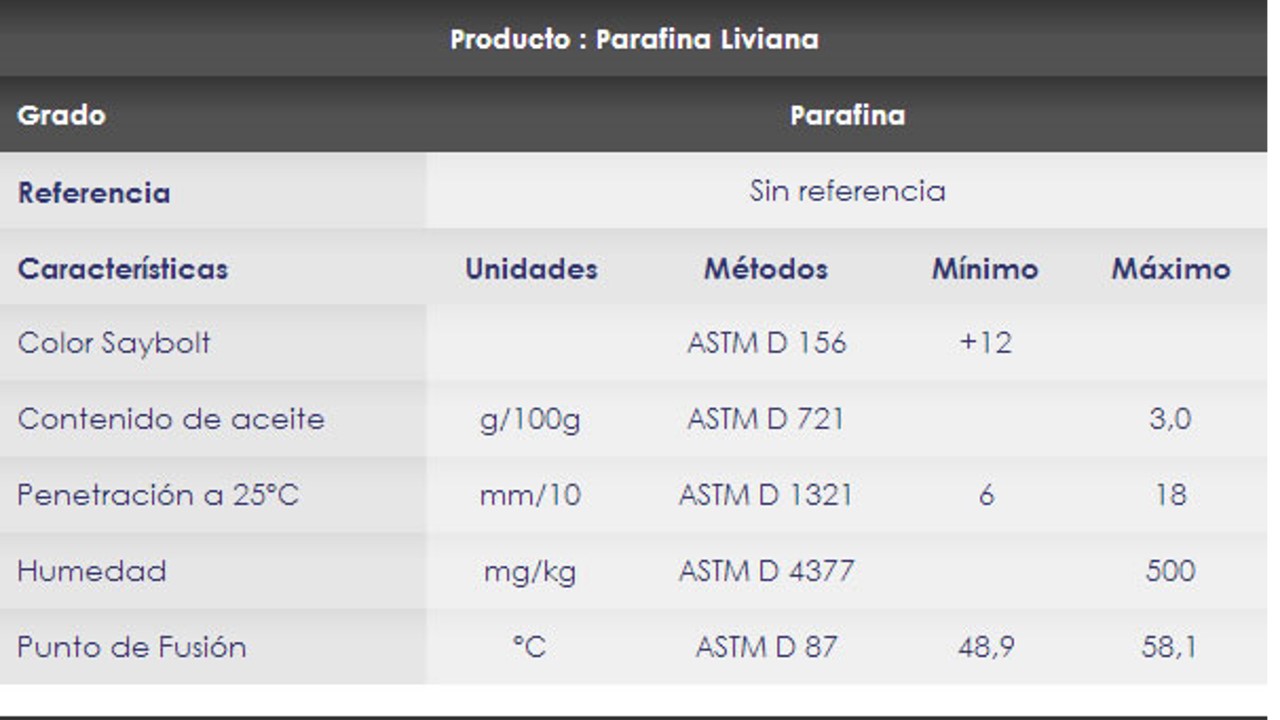 Producto : Parafina Liviana
Grado Parafina
Referencia Sin referencia
Características Unidades Métodos Mínimo Máximo
Color Saybolt ASTM D 156 +12
Contenido de aceite g/100g ASTM D 721 3,0
Penetración a 25°C mm/10 ASTM D 1321 6 18
Humedad mg/kg ASTM D 4377 500
Punto de Fusión °C ASTM D 87 48,9 58,1